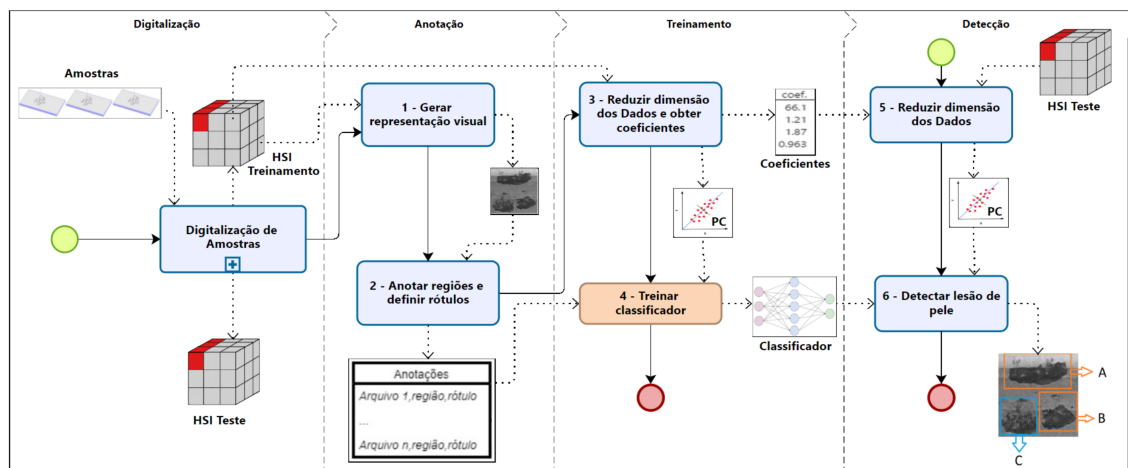 Digitalização
Anotação
Treinamento
Detecção
Amostras
HSI
Treinamento
Digitalização de
Amostras
HSI Teste
1 - Gerar
representação visual
2 - Anotar regiões e
definir rótulos
Anotações
Arquivo 1,região,rótulo
...
Arquivo n,região,rótulo
3 - Reduzir dimensão
dos Dados e obter
coeficientes
coef.
66.1
1.21
1.87
0.963
Coeficientes
PC
4 - Treinar
classificador
Classificador
HSI Teste
5 - Reduzir dimensão
dos Dados
PC
6 - Detectar lesão de
pele
A
B
C